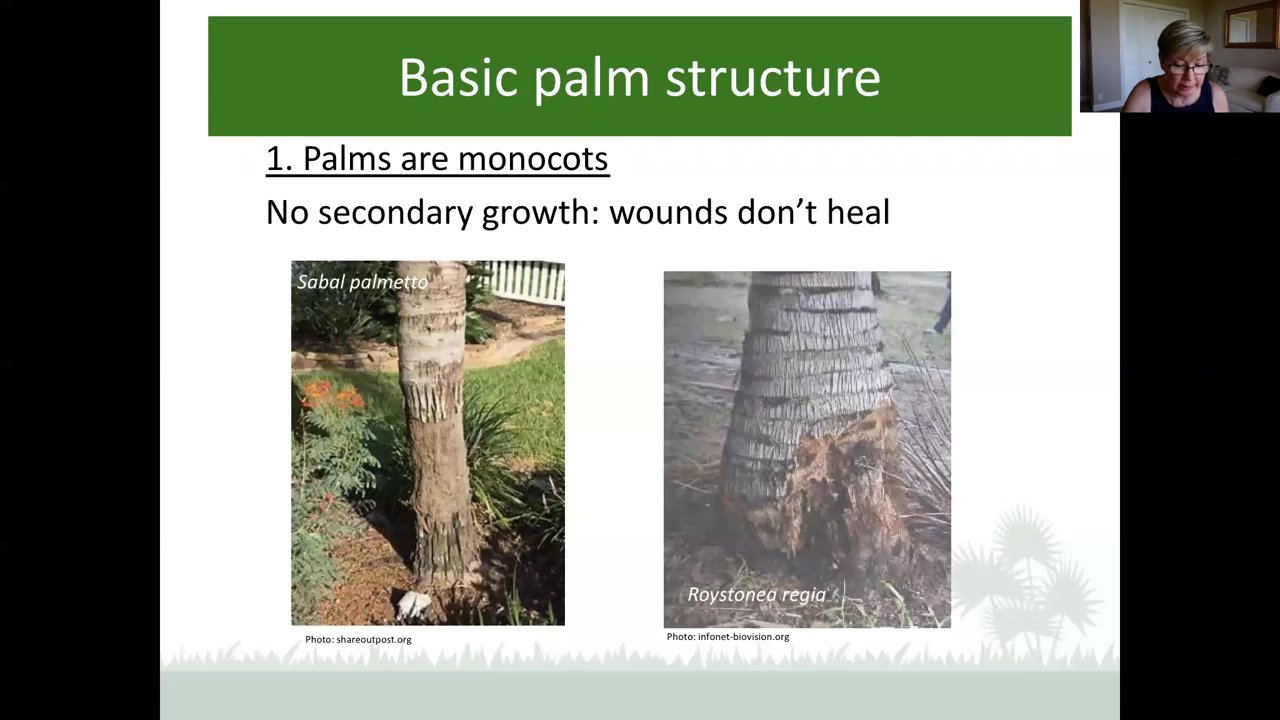 Basic palm structure
1. Palms are monocots
No secondary growth: wounds don’t heal
Sabal palmetto
Roystonea regia
Photo: shareoutpost.org
Photo: infonet-biovision.org